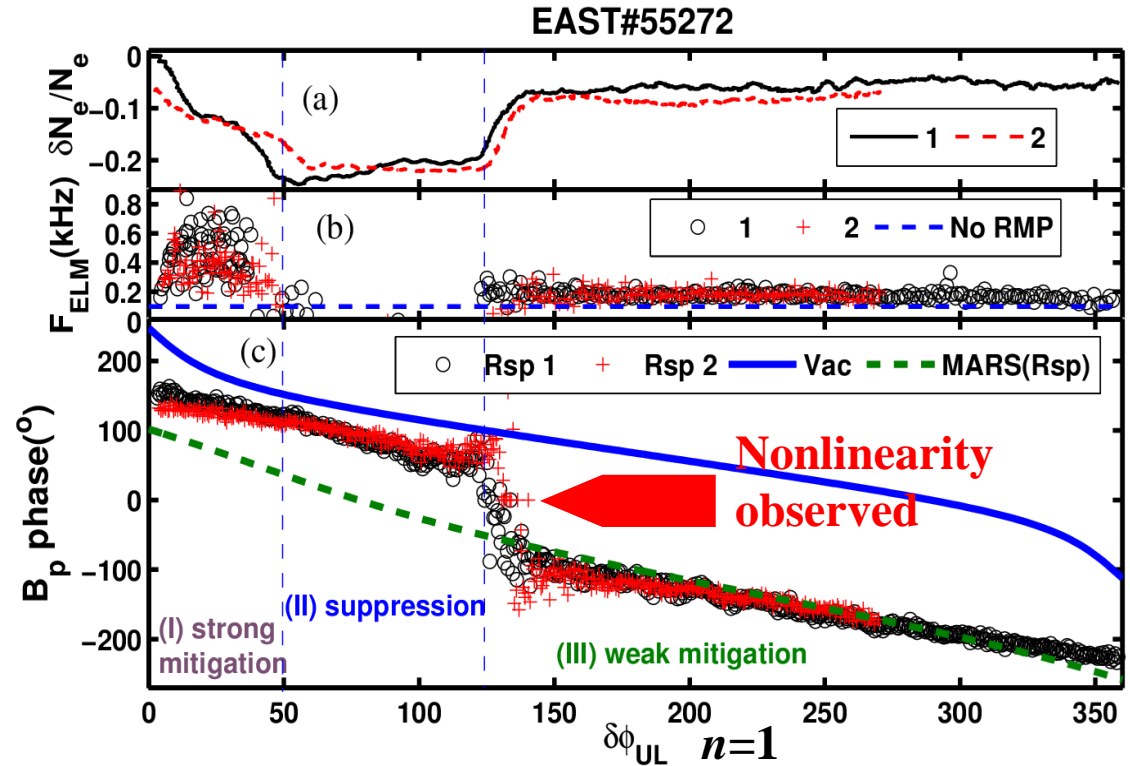 EAST#55272
δN_e/N_e
0
−0.1
−0.2
(a)
1 2
F_ELM(kHz)
0.8
0.6
0.4
0.2
0
(b)
1 2 No RMP
B_p phase(°)
200
100
0
−100
−200
(c)
Rsp 1 Rsp 2 Vac MARS(Rsp)
Nonlinearity
observed
(I) strong
mitigation
(II) suppression
(III) weak mitigation
0 50 100 150 200 250 300 350
δϕ_UL n=1